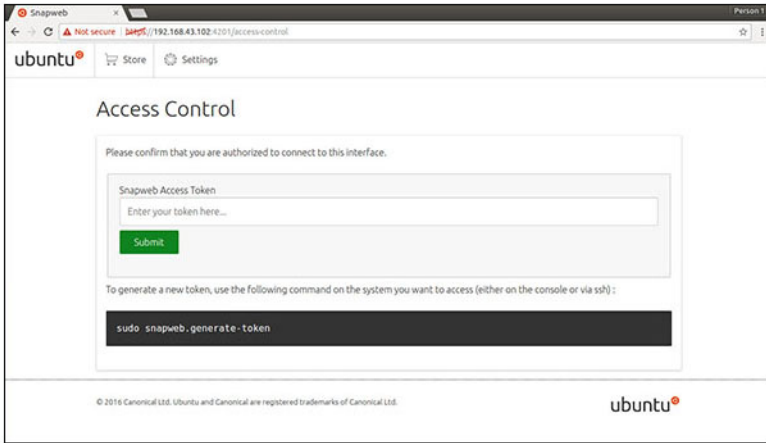 Snapweb
Person 1
Not secure | https://192.168.43.102:4201/access-control
ubuntu
Store
Settings
Access Control
Please confirm that you are authorized to connect to this interface.
Snapweb Access Token
Enter your token here...
Submit
To generate a new token, use the following command on the system you want to access (either on the console or via ssh) :
sudo snapweb.generate-token
© 2016 Canonical Ltd. Ubuntu and Canonical are registered trademarks of Canonical Ltd.
ubuntu